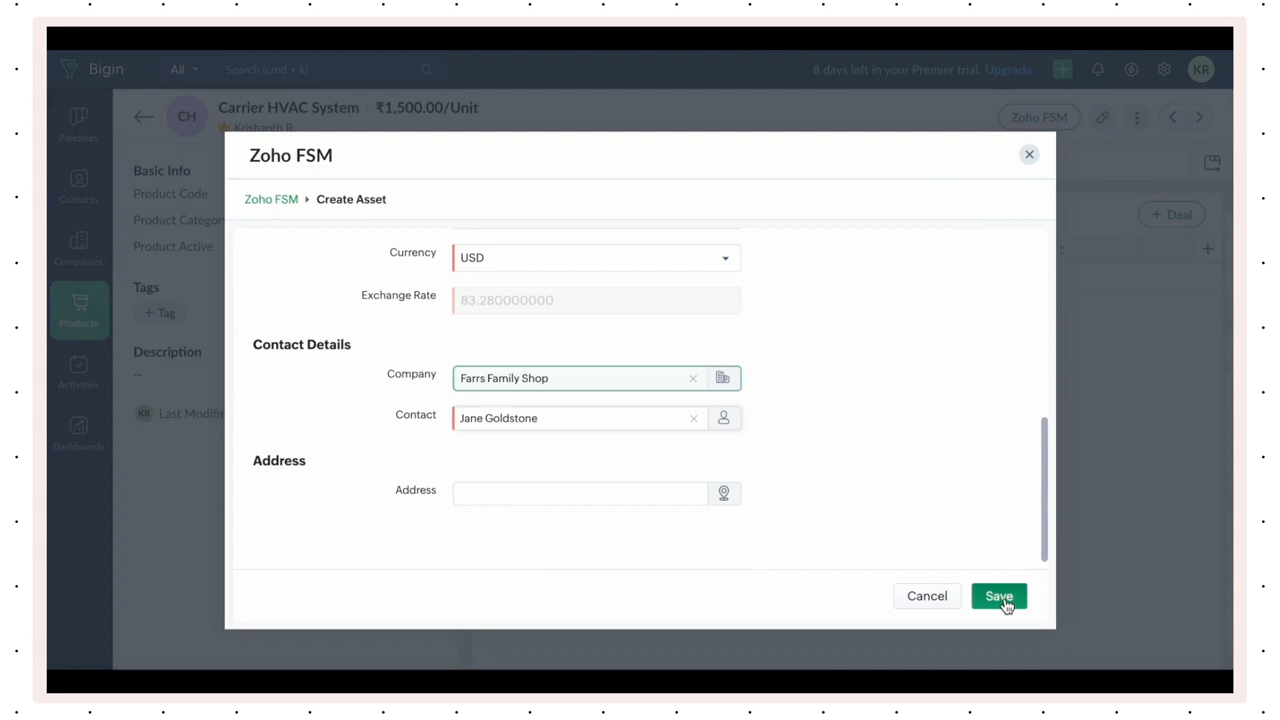 Bigin
All
Search (cmd + k)
8 days left in your Premier trial. Upgrade
KR
Pipelines
Contacts
Companies
Products
Activities
Dashboards
CH
Carrier HVAC System · ₹1,500.00/Unit
Krishanth R
Zoho FSM
Basic Info
Product Code
Product Categor
Product Active
Tags
+ Tag
Description
--
KR Last Modifie
+ Deal
Zoho FSM
Zoho FSM Create Asset
Currency USD
Exchange Rate 83.280000000
Contact Details
Company Farrs Family Shop
Contact Jane Goldstone
Address
Address
Cancel
Save